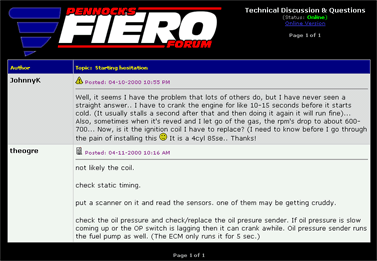 PENNOCK'S
FIERO
FORUM
Technical Discussion & Questions
(Status: Online)
Online Version
Page 1 of 1
Author
Topic: Starting hesitation
JohnnyK
Posted: 04-10-2000 10:55 PM
Well, it seems I have the problem that lots of others do, but I have never seen a
straight answer.. I have to crank the engine for like 10-15 seconds before it starts
cold. (It usually stalls a second after that and then doing it again it will run fine)...
Also, sometimes when it's reved and I let go of the gas, the rpm's drop to about 600-
700... Now, is it the ignition coil I have to replace? (I need to know before I go through
the pain of installing this It is a 4cyl 85se.. Thanks!
theogre
Posted: 04-11-2000 10:16 AM
not likely the coil.
check static timing.
put a scanner on it and read the sensors. one of them may be getting cruddy.
check the oil pressure and check/replace the oil presure sender. If oil pressure is slow
coming up or the OP switch is lagging then it can crank awhile. Oil pressure sender runs
the fuel pump as well. (The ECM only runs it for 5 sec.)
Page 1 of 1